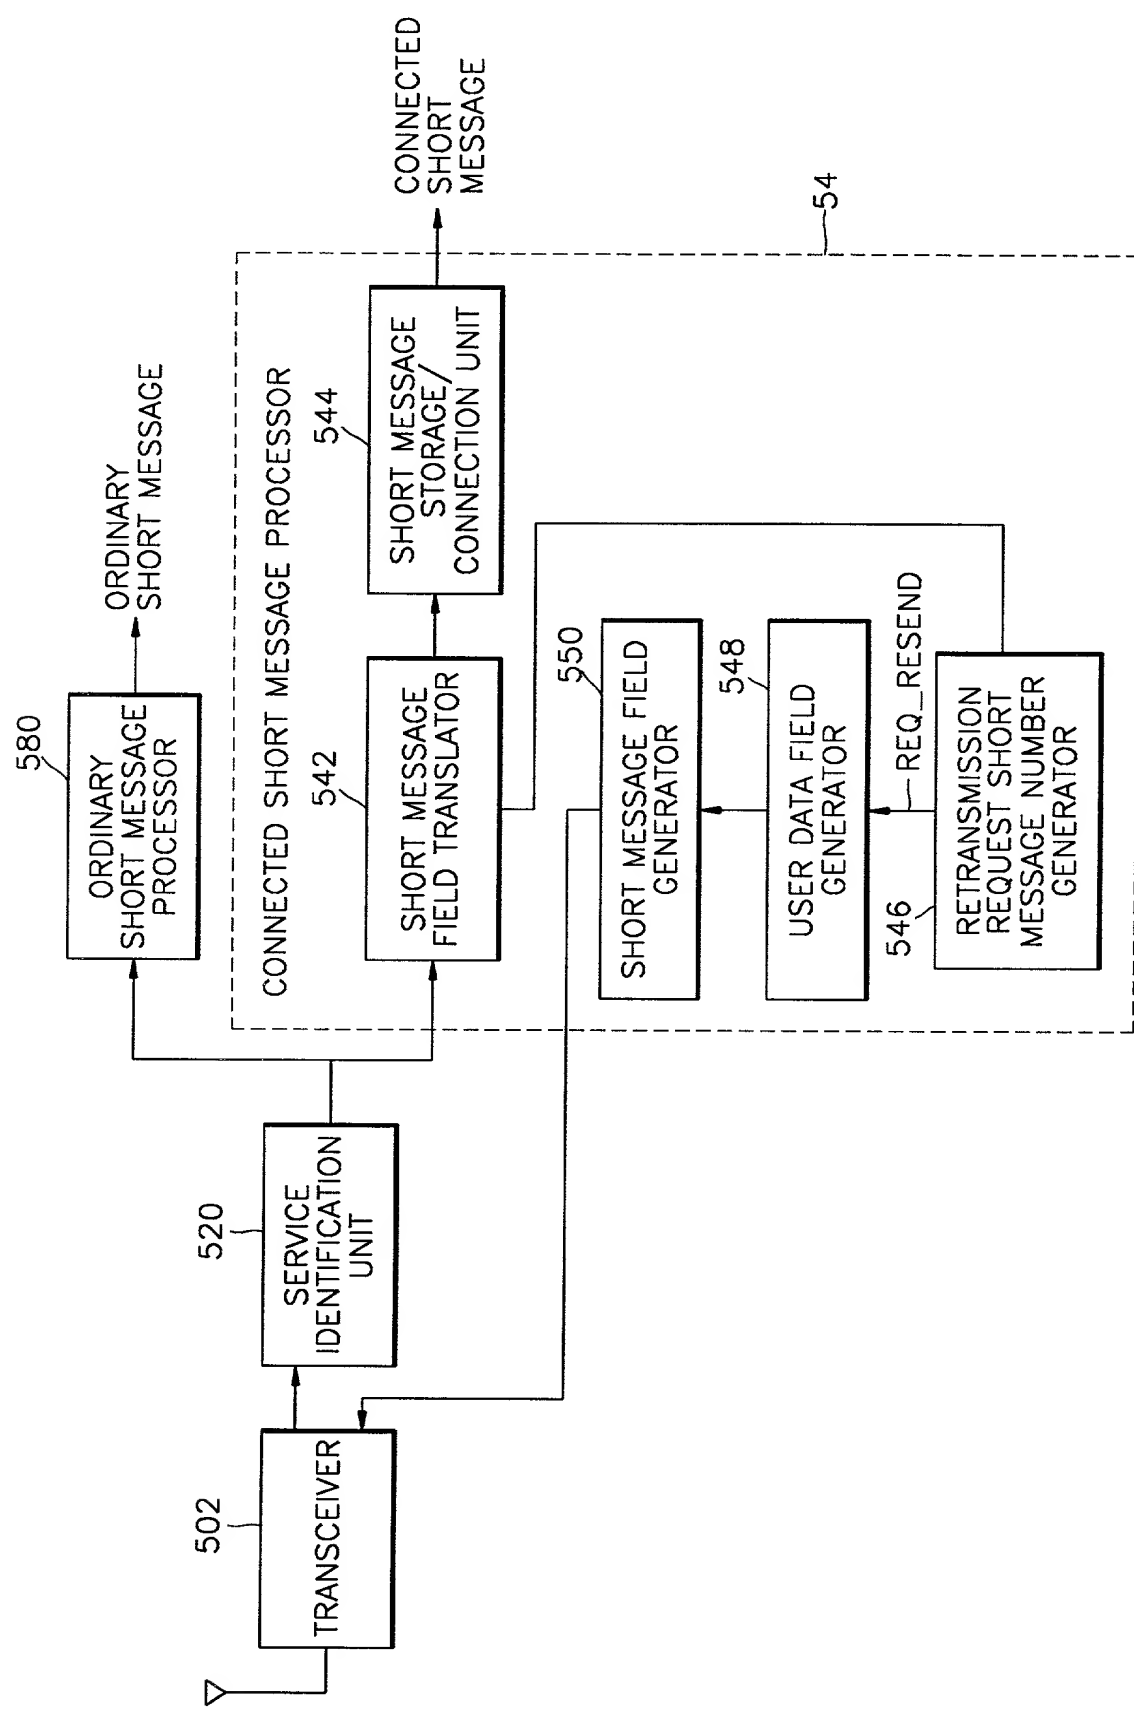 580
ORDINARY
SHORT MESSAGE
PROCESSOR
ORDINARY
SHORT MESSAGE
502
TRANSCEIVER
520
SERVICE
IDENTIFICATION
UNIT
CONNECTED SHORT MESSAGE PROCESSOR
54
542
SHORT MESSAGE
FIELD TRANSLATOR
544
SHORT MESSAGE
STORAGE/
CONNECTION UNIT
CONNECTED
SHORT
MESSAGE
550
SHORT MESSAGE FIELD
GENERATOR
548
USER DATA FIELD
GENERATOR
REQ_RESEND
546
RETRANSMISSION
REQUEST SHORT
MESSAGE NUMBER
GENERATOR